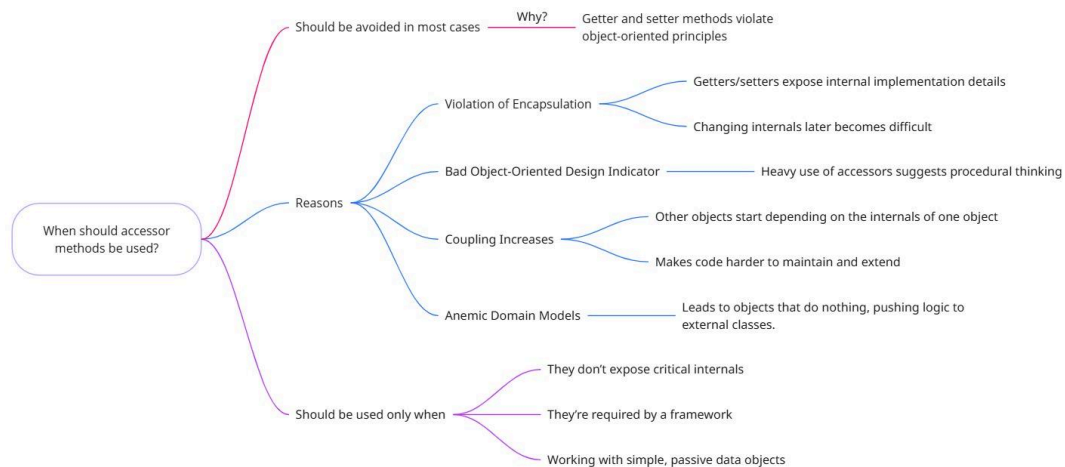 When should accessor
methods be used?
Should be avoided in most cases
Why?
Getter and setter methods violate
object-oriented principles
Reasons
Violation of Encapsulation
Getters/setters expose internal implementation details
Changing internals later becomes difficult
Bad Object-Oriented Design Indicator
Heavy use of accessors suggests procedural thinking
Coupling Increases
Other objects start depending on the internals of one object
Makes code harder to maintain and extend
Anemic Domain Models
Leads to objects that do nothing, pushing logic to
external classes.
Should be used only when
They don’t expose critical internals
They’re required by a framework
Working with simple, passive data objects